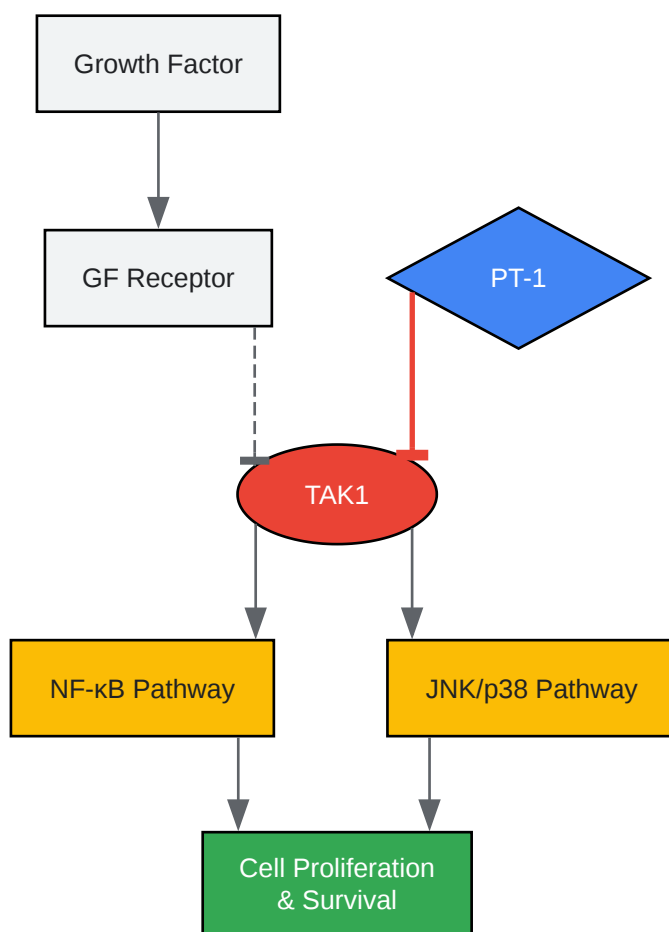 Growth Factor
GF Receptor
PT-1
TAK1
NF-κB Pathway
JNK/p38 Pathway
Cell Proliferation
& Survival